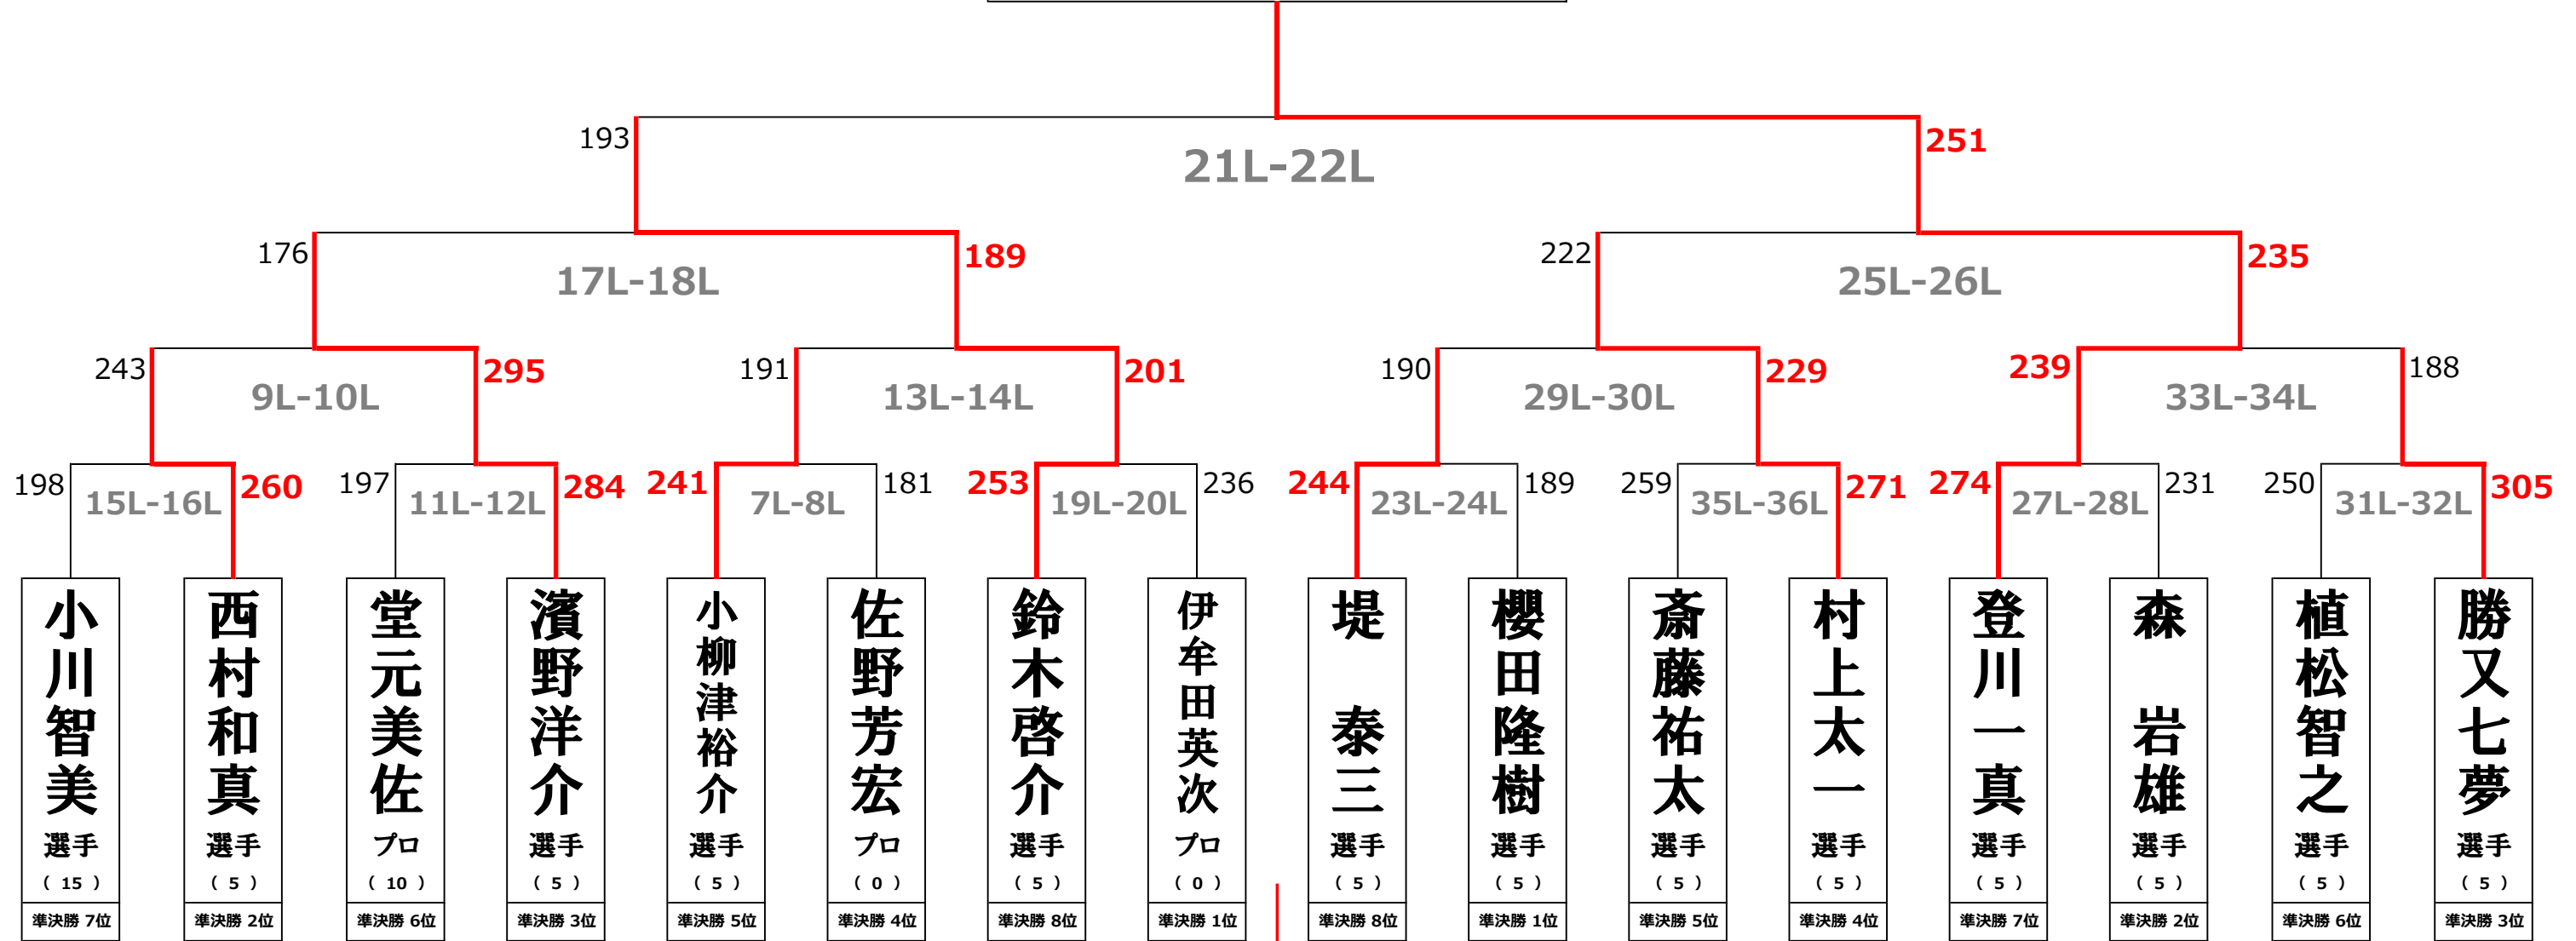 193
251
21L-22L
176
189
222
235
17L-18L
25L-26L
243
295
191
201
190
229
239
188
9L-10L
13L-14L
29L-30L
33L-34L
198
260
197
284
241
181
253
236
244
189
259
271
274
231
250
305
15L-16L
11L-12L
7L-8L
19L-20L
23L-24L
35L-36L
27L-28L
31L-32L
小川智美
選手
( 15 )
準決勝 7位
西村和真
選手
( 5 )
準決勝 2位
堂元美佐
プロ
( 10 )
準決勝 6位
濱野洋介
選手
( 5 )
準決勝 3位
小柳津裕介
選手
( 5 )
準決勝 5位
佐野芳宏
プロ
( 0 )
準決勝 4位
鈴木啓介
選手
( 5 )
準決勝 8位
伊牟田英次
プロ
( 0 )
準決勝 1位
堤 泰三
選手
( 5 )
準決勝 8位
櫻田隆樹
選手
( 5 )
準決勝 1位
斎藤祐太
選手
( 5 )
準決勝 5位
村上太一
選手
( 5 )
準決勝 4位
登川一真
選手
( 5 )
準決勝 7位
森 岩雄
選手
( 5 )
準決勝 2位
植松智之
選手
( 5 )
準決勝 6位
勝又七夢
選手
( 5 )
準決勝 3位